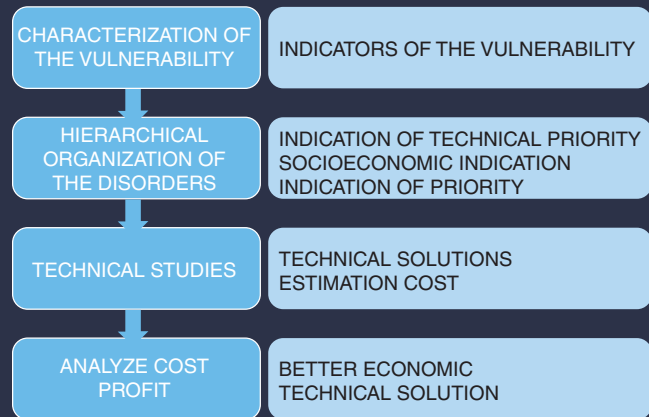 CHARACTERIZATION OF
THE VULNERABILITY
INDICATORS OF THE VULNERABILITY
HIERARCHICAL
ORGANIZATION OF
THE DISORDERS
INDICATION OF TECHNICAL PRIORITY
SOCIOECONOMIC INDICATION
INDICATION OF PRIORITY
TECHNICAL STUDIES
TECHNICAL SOLUTIONS
ESTIMATION COST
ANALYZE COST
PROFIT
BETTER ECONOMIC
TECHNICAL SOLUTION